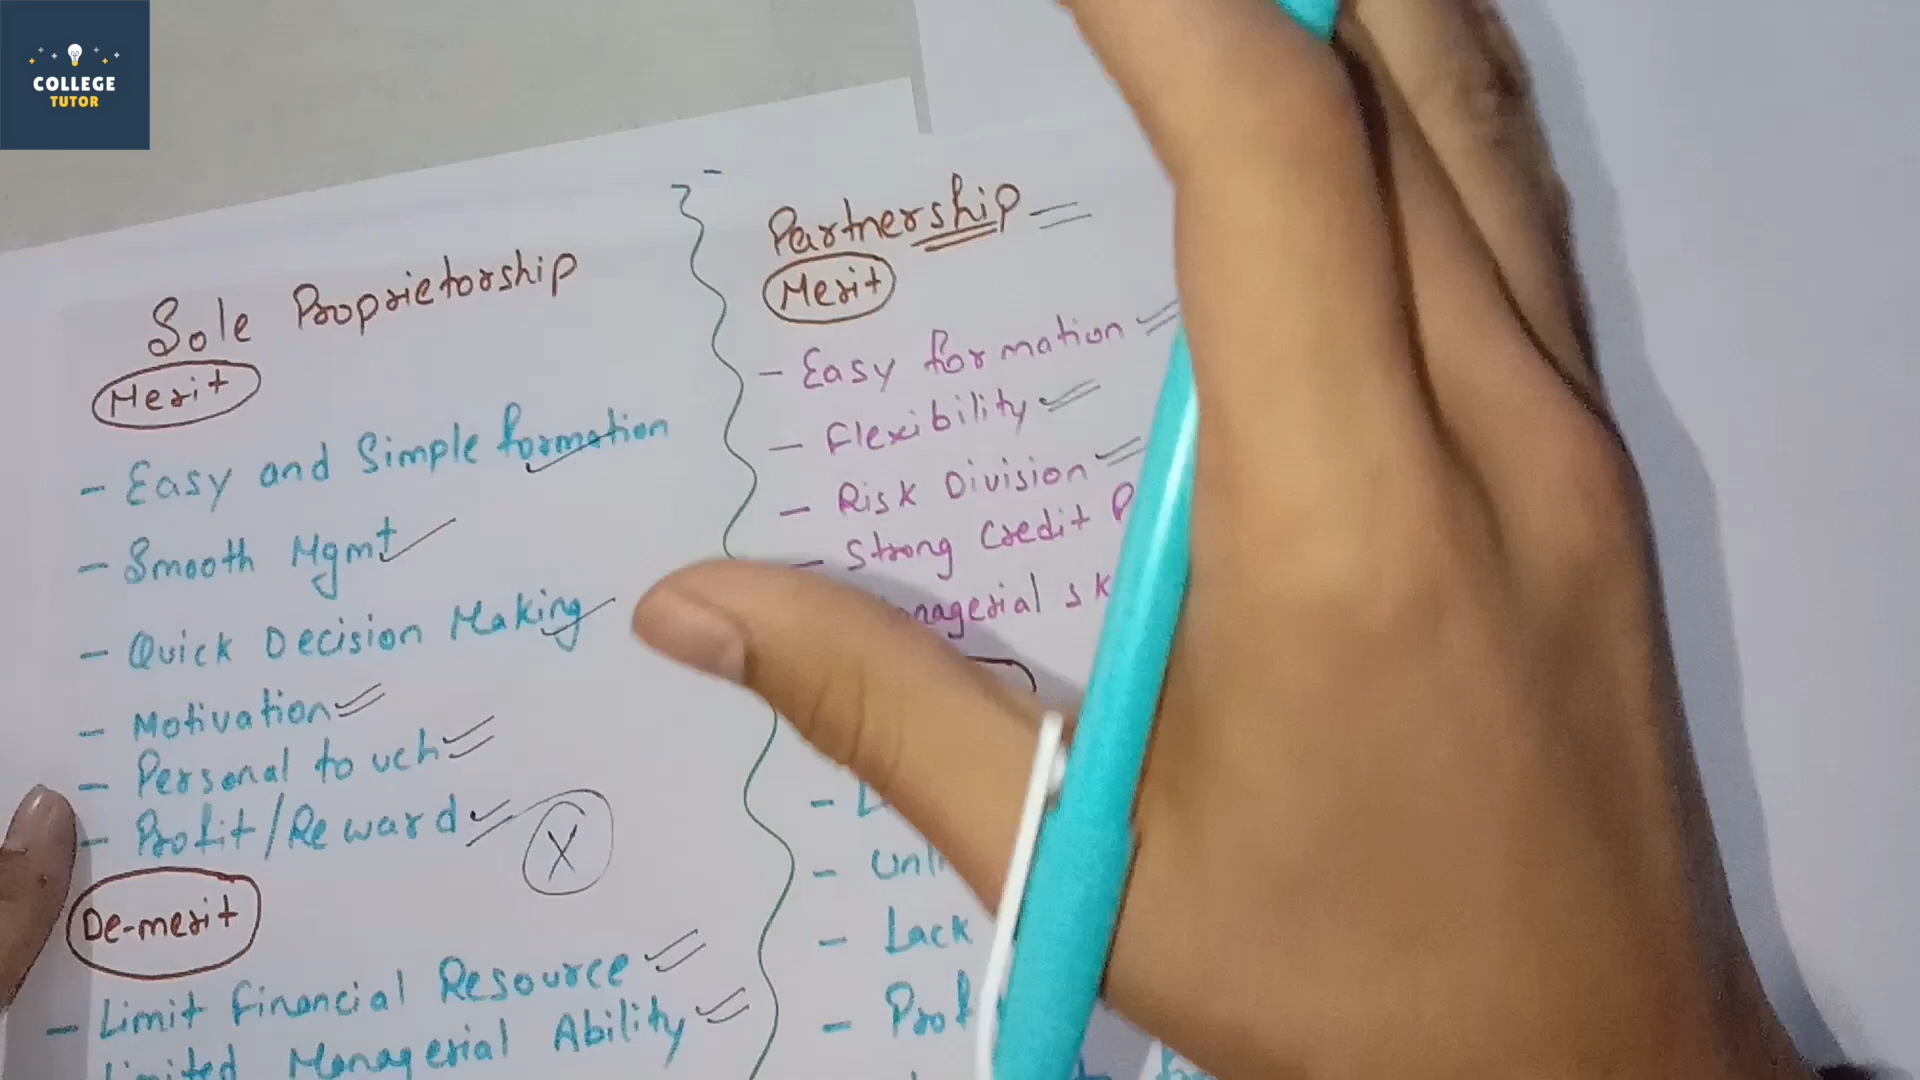 COLLEGE
TUTOR
Sole Proprietorship
Merit
- Easy and Simple formation
- Smooth Mgmt
- Quick Decision Making
- Motivation
- Personal touch
- Profit/Reward
X
De-merit
- Limit Financial Resource
Limited Managerial Ability
Partnership
Merit
- Easy formation
- Flexibility
- Risk Division
- Strong Credit
- Lack